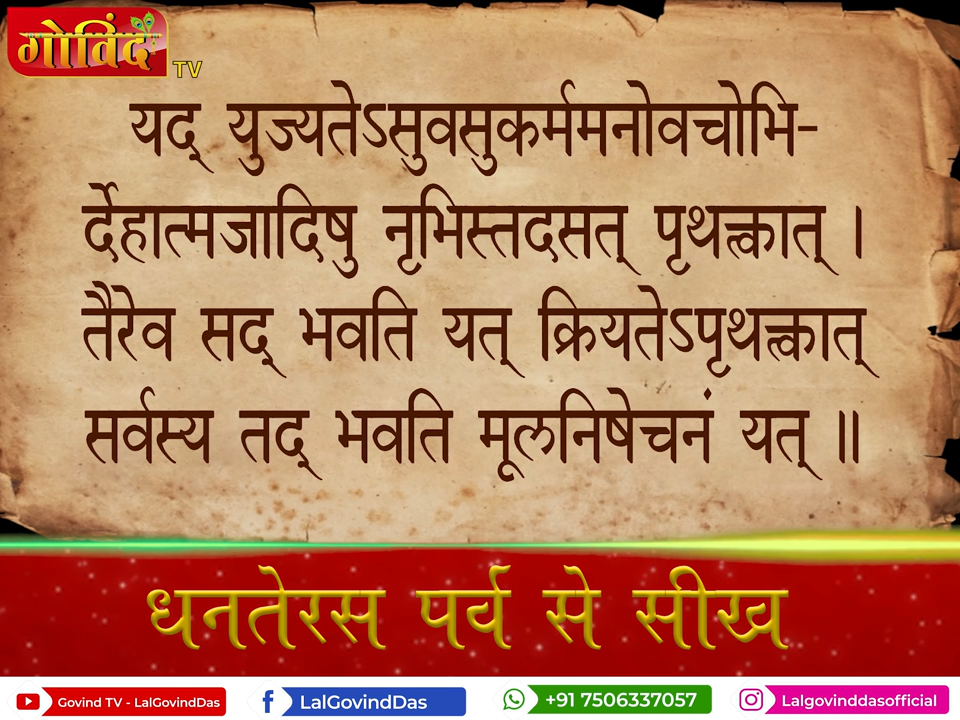 गोविंद
TV
यद् युज्यतेऽसुवसुकर्ममनोवचोभि-
र्देहात्मजादिषु नृभिस्तदसत् पृथक्त्वात् ।
तैरेव सद् भवति यत् क्रियतेऽपृथक्त्वात्
सर्वस्य तद् भवति मूलनिषेचनं यत् ॥
धनतेरस पर्व से सीख
Govind TV - LalGovindDas
LalGovindDas
+91 7506337057
Lalgovinddasofficial